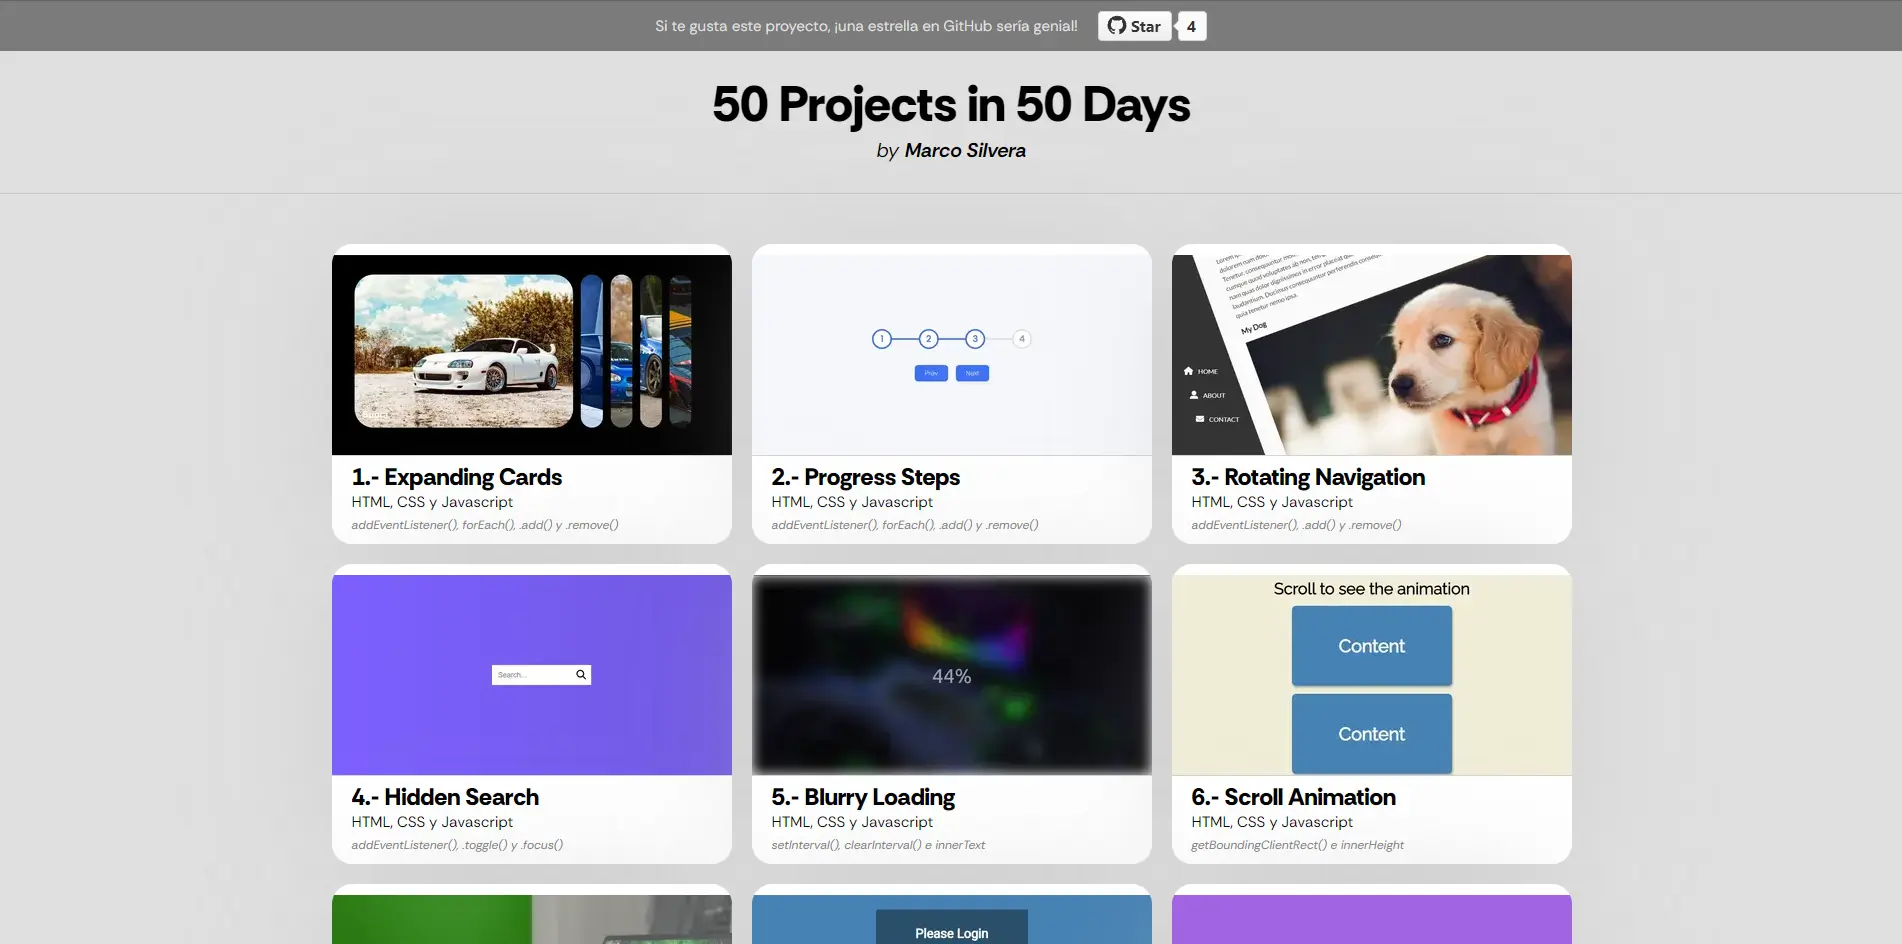 Si te gusta este proyecto, ¡una estrella en GitHub sería genial!
Star
4
50 Projects in 50 Days
by Marco Silvera
My Dog
HOME
ABOUT
CONTACT
1
2
3
4
Prev
Next
1.- Expanding Cards
HTML, CSS y Javascript
addEventListener(), forEach(), .add() y .remove()
2.- Progress Steps
HTML, CSS y Javascript
addEventListener(), forEach(), .add() y .remove()
3.- Rotating Navigation
HTML, CSS y Javascript
addEventListener(), .add() y .remove()
Search...
44%
Scroll to see the animation
Content
Content
4.- Hidden Search
HTML, CSS y Javascript
addEventListener(), .toggle() y .focus()
5.- Blurry Loading
HTML, CSS y Javascript
setInterval(), clearInterval() e innerText
6.- Scroll Animation
HTML, CSS y Javascript
getBoundingClientRect() e innerHeight
Please Login